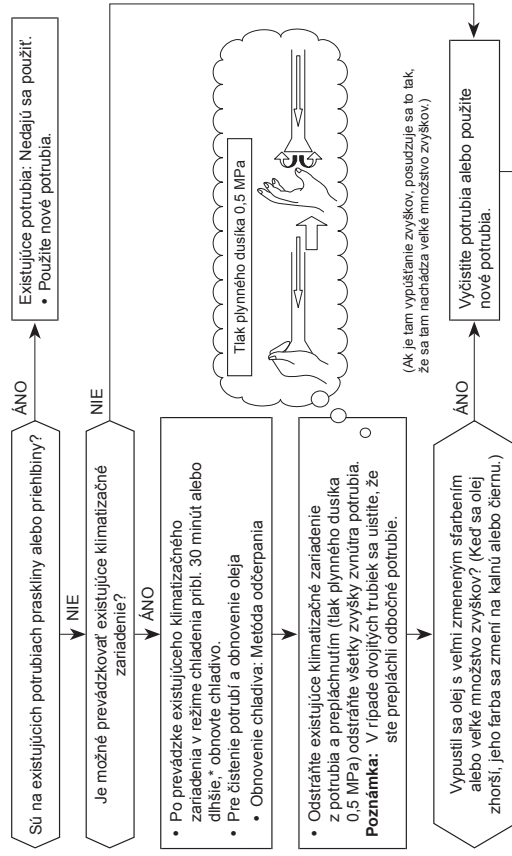 Sú na existujúcich potrubiach praskliny alebo priehlbiny?
ÁNO
Existujúce potrubia: Nedajú sa použiť.
• Použite nové potrubia.
NIE
Je možné prevádzkovať existujúce klimatizačné
zariadenie?
NIE
ÁNO
• Po prevádzke existujúceho klimatizačného
zariadenia v režime chladenia pribl. 30 minút alebo
dlhšie,* obnovte chladivo.
• Pre čistenie potrubí a obnovenie oleja
• Obnovenie chladiva: Metóda odčerpania
Tlak plynného dusíka 0,5 MPa
• Odstráňte existujúce klimatizačné zariadenie
z potrubia a prepláchnutím (tlak plynného dusíka
0,5 MPa) odstráňte všetky zvyšky zvnútra potrubia.
Poznámka: V rípade dvojitých trubiek sa uistite, že
ste prepláchli odbočné potrubie.
Vypustil sa olej s veľmi zmeneným sfarbením
alebo veľké množstvo zvyškov? (Keď sa olej
zhorší, jeho farba sa zmení na kalnú alebo čiernu.)
ÁNO
(Ak je tam vypúšťanie zvyškov, posudzuje sa to tak,
že sa tam nachádza veľké množstvo zvyškov.)
Vyčistite potrubia alebo použite
nové potrubia.